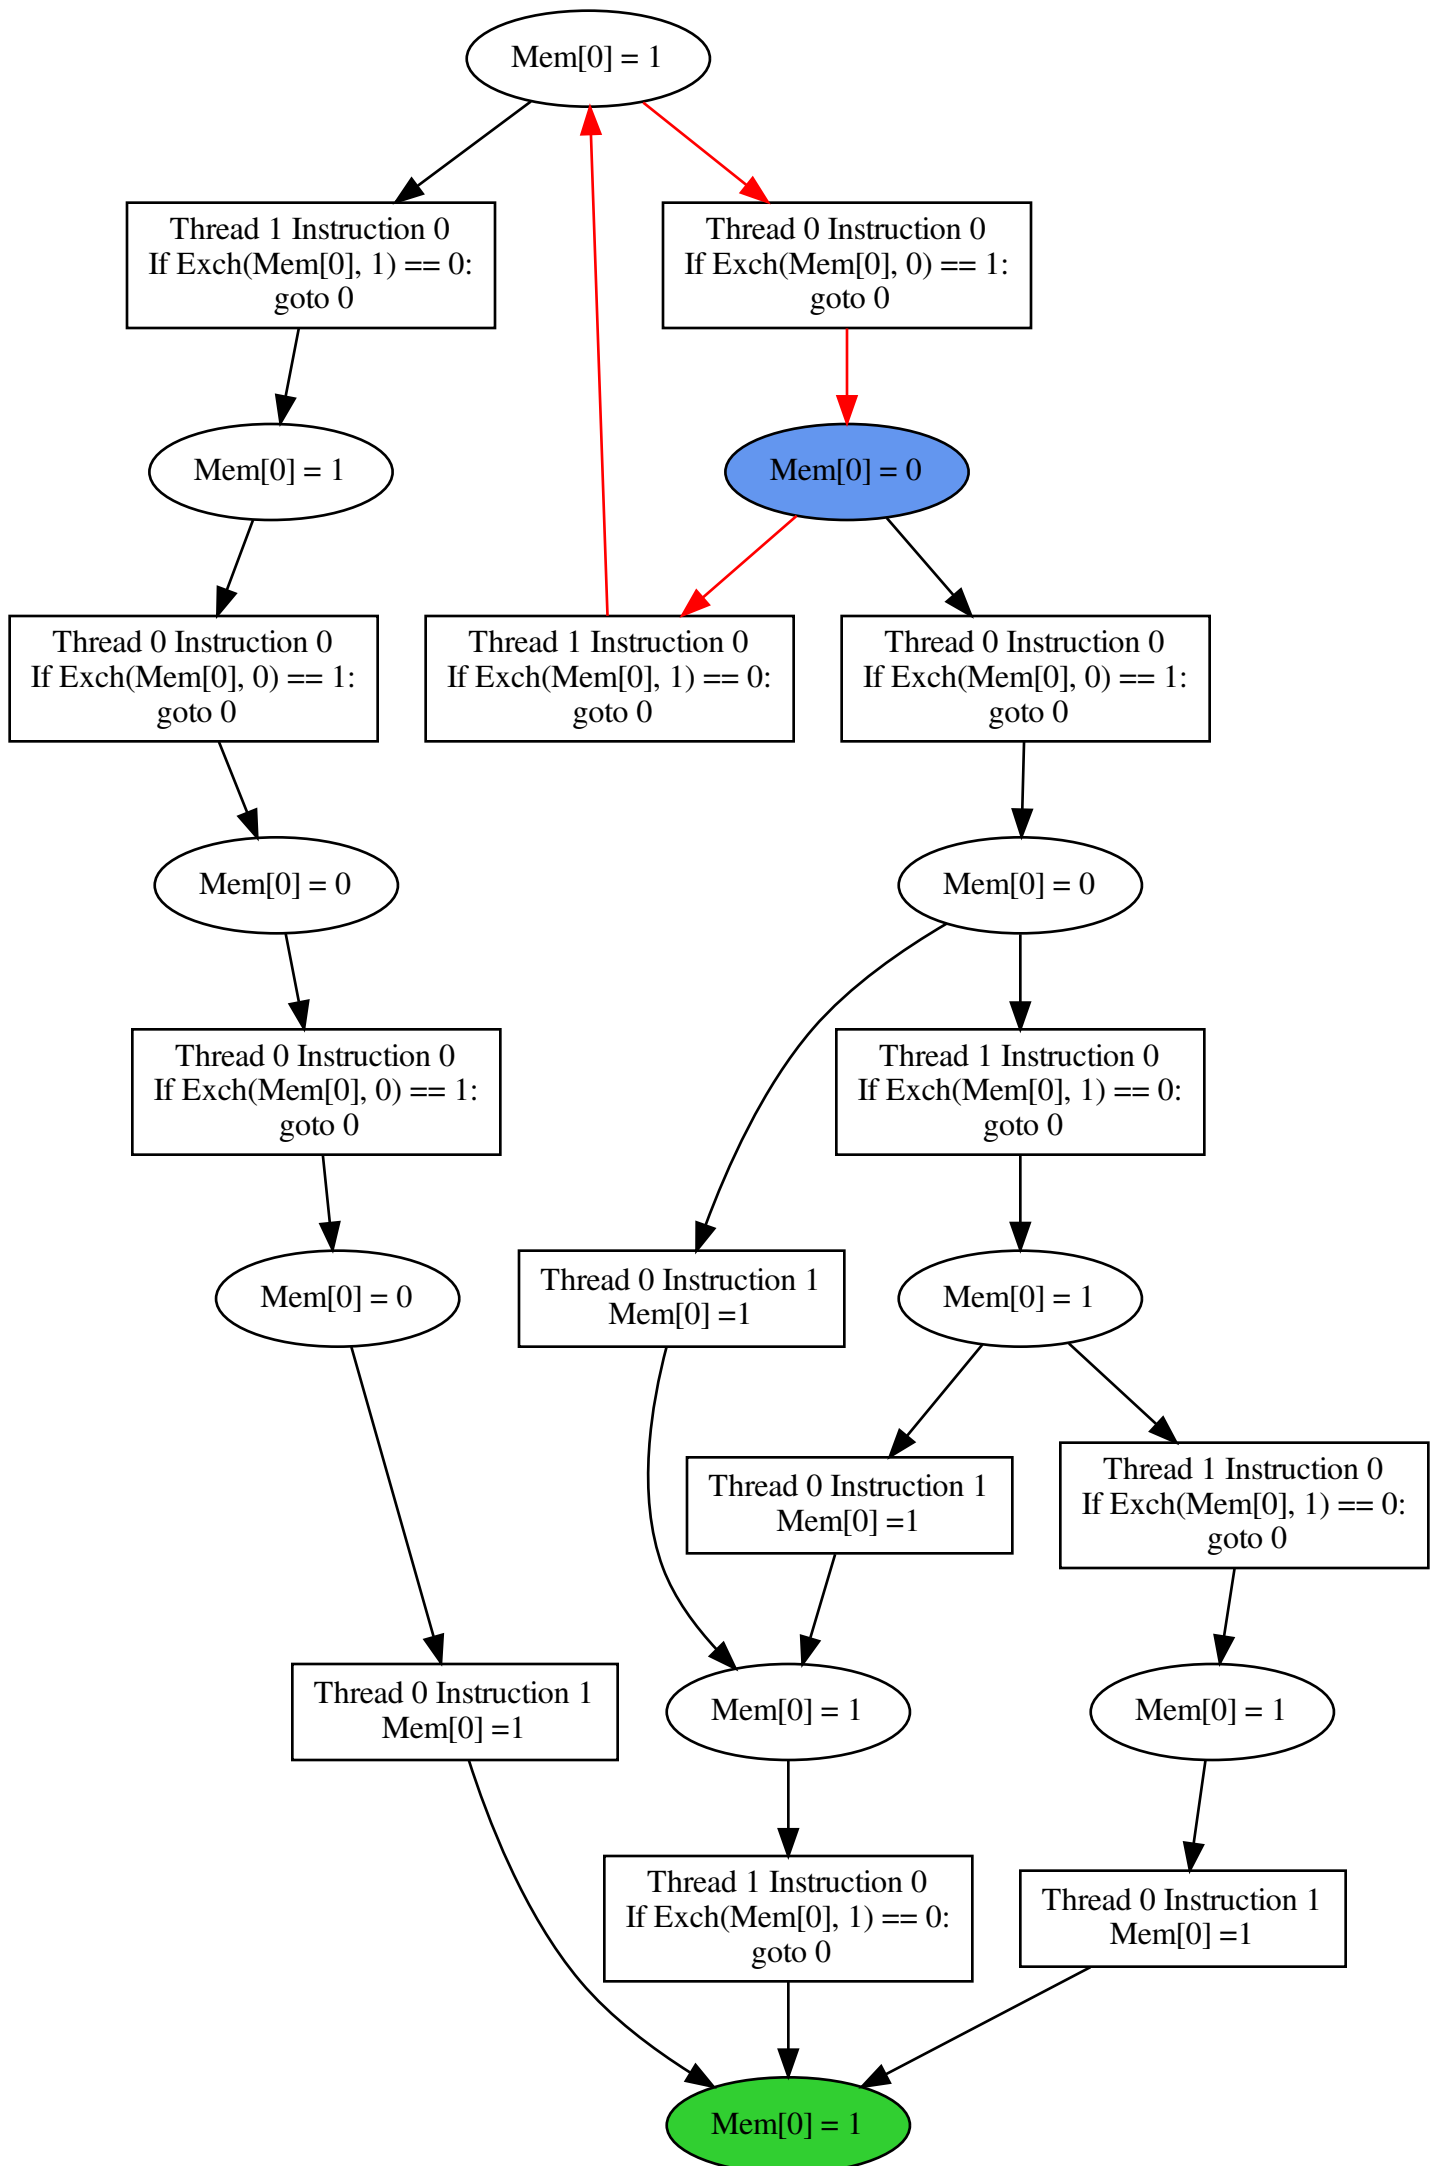 Mem[0] = 1
Thread 1 Instruction 0
If Exch(Mem[0], 1) == 0:
goto 0
Thread 0 Instruction 0
If Exch(Mem[0], 0) == 1:
goto 0
Mem[0] = 1
Mem[0] = 0
Thread 0 Instruction 0
If Exch(Mem[0], 0) == 1:
goto 0
Thread 1 Instruction 0
If Exch(Mem[0], 1) == 0:
goto 0
Thread 0 Instruction 0
If Exch(Mem[0], 0) == 1:
goto 0
Mem[0] = 0
Mem[0] = 0
Thread 0 Instruction 0
If Exch(Mem[0], 0) == 1:
goto 0
Thread 1 Instruction 0
If Exch(Mem[0], 1) == 0:
goto 0
Mem[0] = 0
Thread 0 Instruction 1
Mem[0] =1
Mem[0] = 1
Thread 0 Instruction 1
Mem[0] =1
Thread 1 Instruction 0
If Exch(Mem[0], 1) == 0:
goto 0
Thread 0 Instruction 1
Mem[0] =1
Mem[0] = 1
Mem[0] = 1
Thread 1 Instruction 0
If Exch(Mem[0], 1) == 0:
goto 0
Thread 0 Instruction 1
Mem[0] =1
Mem[0] = 1